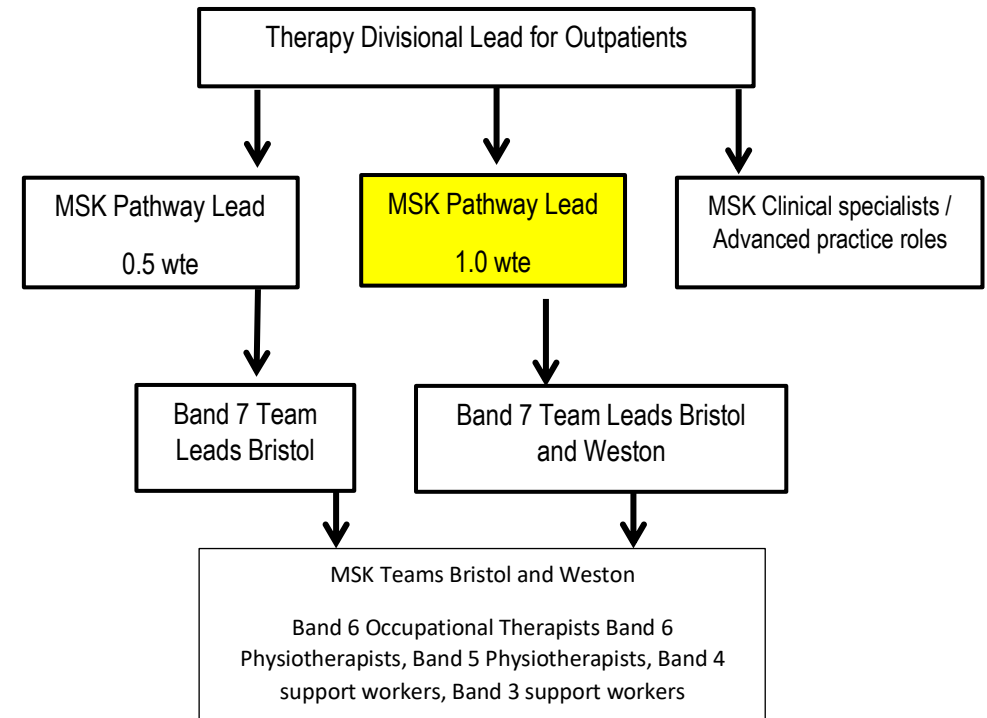 Therapy Divisional Lead for Outpatients
MSK Pathway Lead
0.5 wte
MSK Pathway Lead
1.0 wte
MSK Clinical specialists /
Advanced practice roles
Band 7 Team
Leads Bristol
Band 7 Team Leads Bristol
and Weston
MSK Teams Bristol and Weston
Band 6 Occupational Therapists Band 6
Physiotherapists, Band 5 Physiotherapists, Band 4
support workers, Band 3 support workers